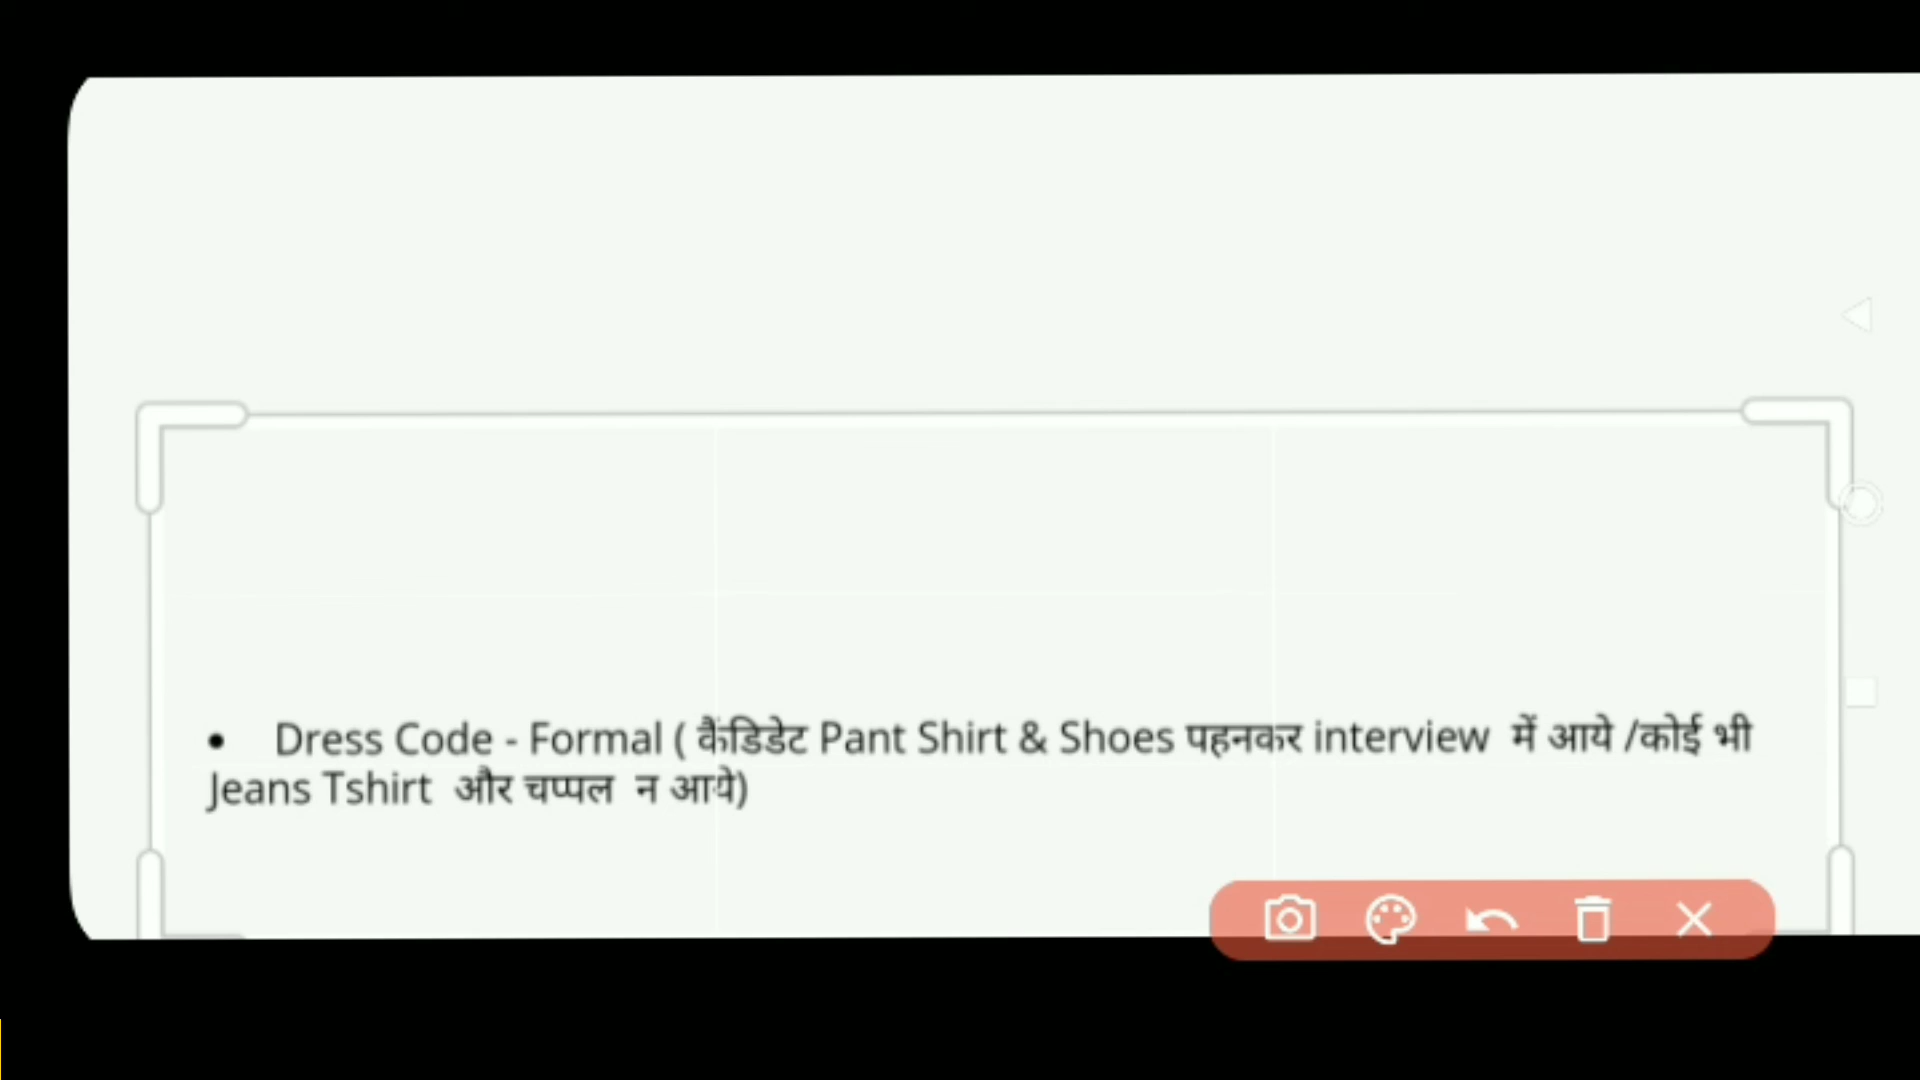 • Dress Code - Formal ( कैंडिडेट Pant Shirt & Shoes पहनकर interview में आये /कोई भी
Jeans Tshirt और चप्पल न आये)